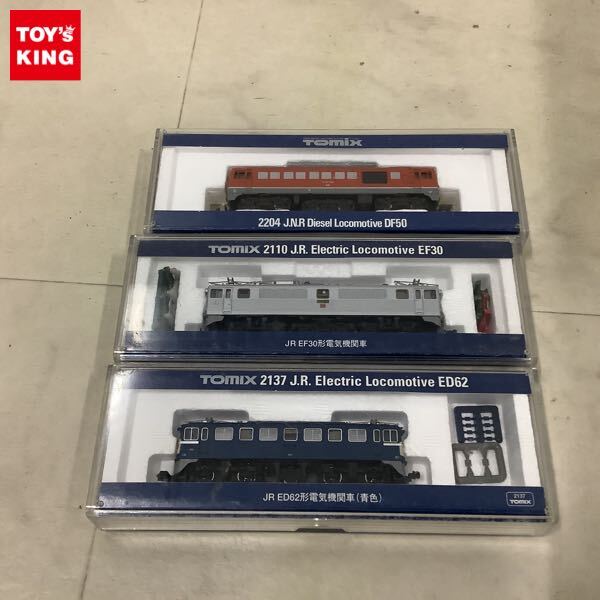 TOY'S
KING
TOMIX
2204 J.N.R Diesel Locomotive DF50
TOMIX 2110 J.R. Electric Locomotive EF30
JR EF30形電気機関車
TOMIX 2137 J.R. Electric Locomotive ED62
JR ED62形電気機関車(青色)
2137
TOMIX